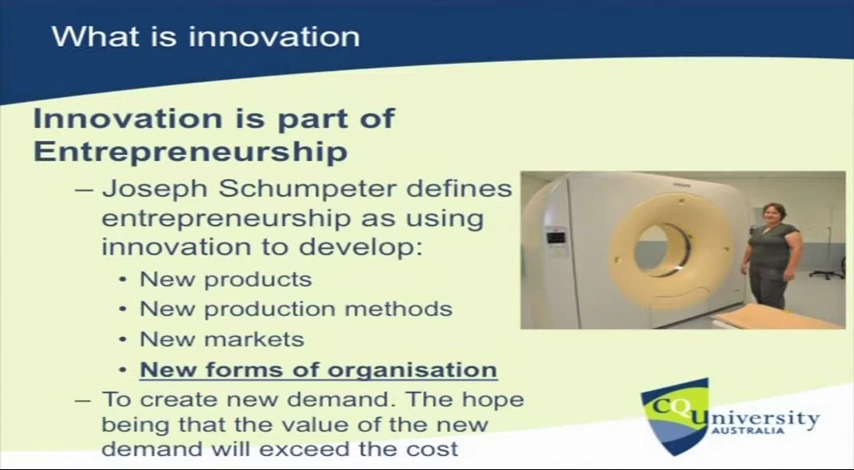 What is innovation
Innovation is part of
Entrepreneurship
– Joseph Schumpeter defines
entrepreneurship as using
innovation to develop:
• New products
• New production methods
• New markets
• New forms of organisation
– To create new demand. The hope
being that the value of the new
demand will exceed the cost
PHILIPS
CQUniversity
AUSTRALIA